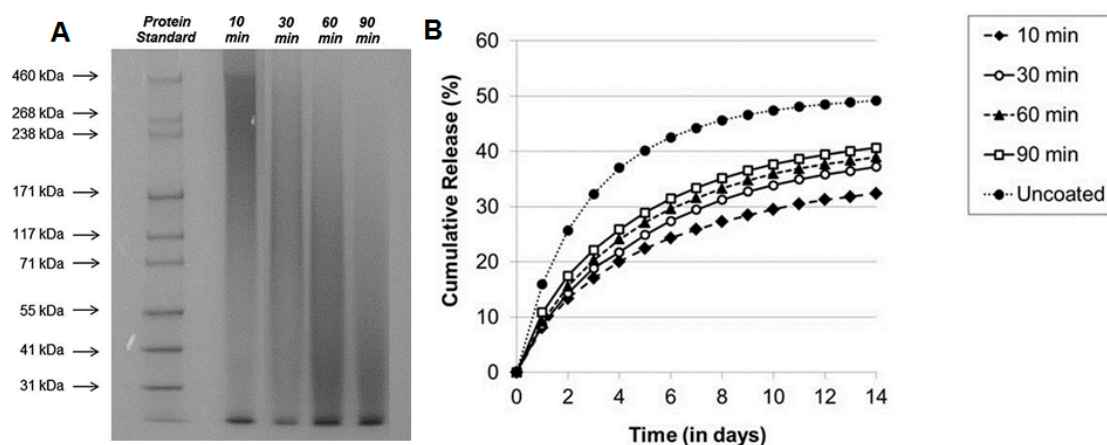 A
Protein Standard
10 min
30 min
60 min
90 min
460 kDa
268 kDa
238 kDa
171 kDa
117 kDa
71 kDa
55 kDa
41 kDa
31 kDa
B
Cumulative Release (%)
60
50
40
30
20
10
0
0 2 4 6 8 10 12 14
Time (in days)
10 min
30 min
60 min
90 min
Uncoated